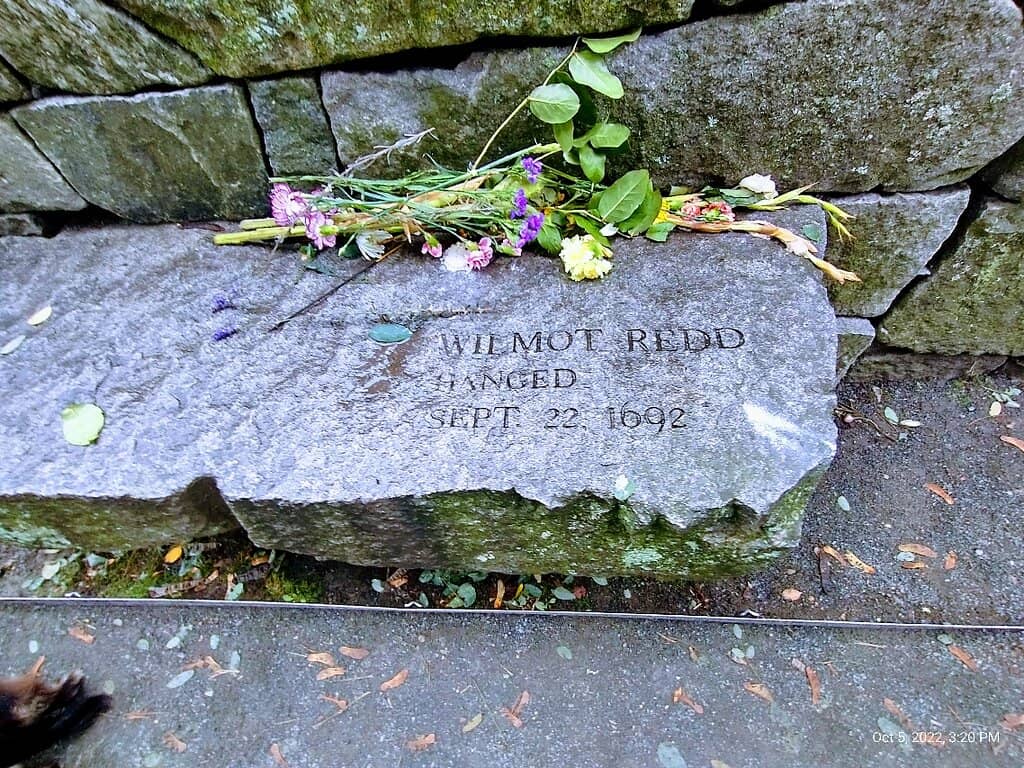 WILMOT REDD
HANGED
SEPT. 22, 1692
Oct 5, 2022, 3:20 PM